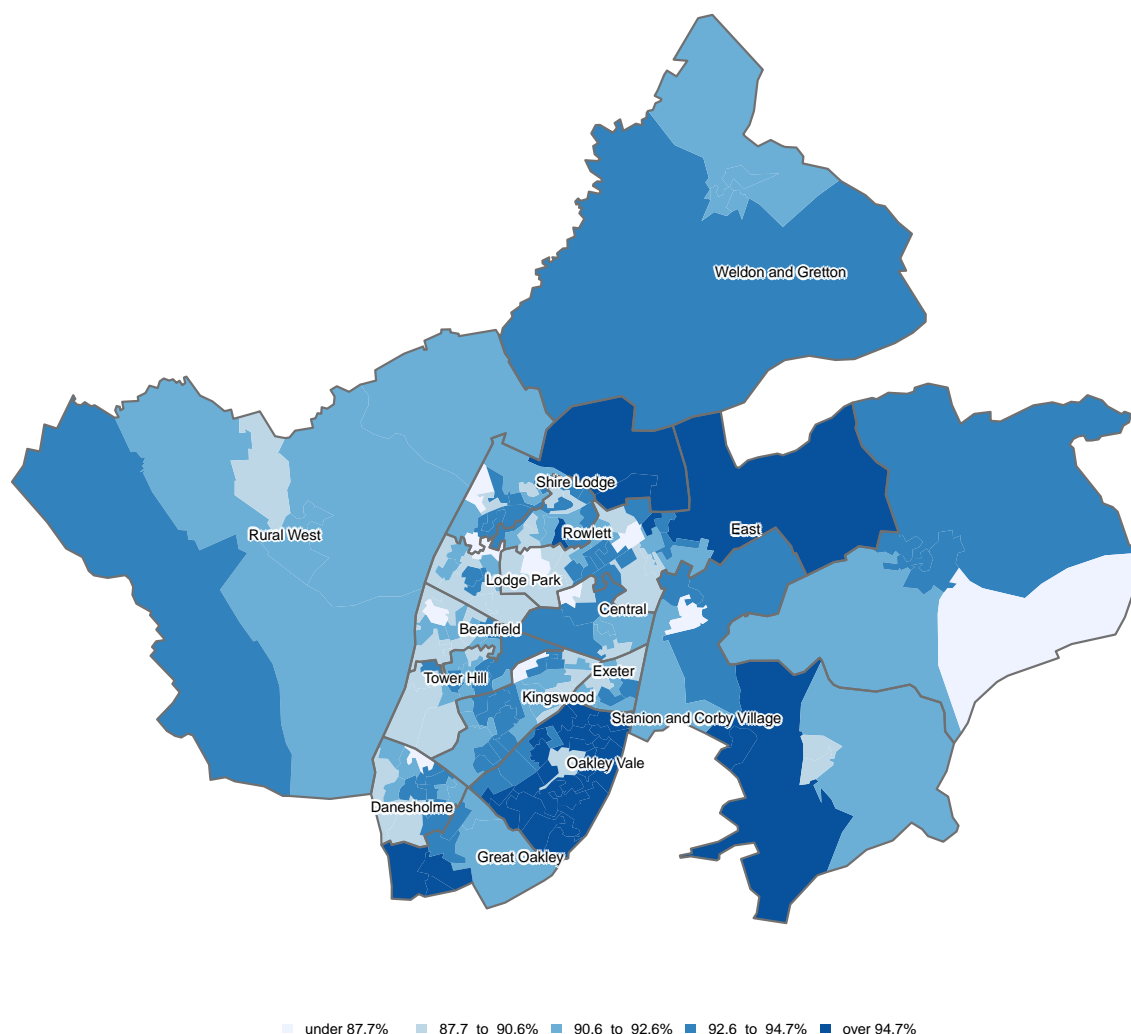 Weldon and Gretton
Shire Lodge
Rowlett
East
Rural West
Lodge Park
Central
Beanfield
Exeter
Tower Hill
Kingswood
Stanion and Corby Village
Oakley Vale
Danesholme
Great Oakley
under 87.7% 87.7 to 90.6% 90.6 to 92.6% 92.6 to 94.7% over 94.7%